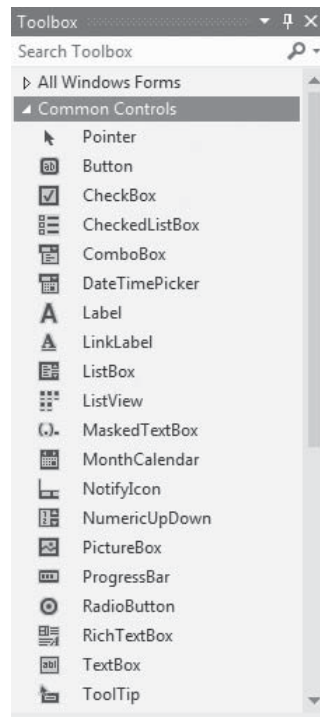 Toolbox
Search Toolbox
All Windows Forms
Common Controls
Pointer
Button
CheckBox
CheckedListBox
ComboBox
DateTimePicker
Label
LinkLabel
ListBox
ListView
MaskedTextBox
MonthCalendar
NotifyIcon
NumericUpDown
PictureBox
ProgressBar
RadioButton
RichTextBox
TextBox
ToolTip